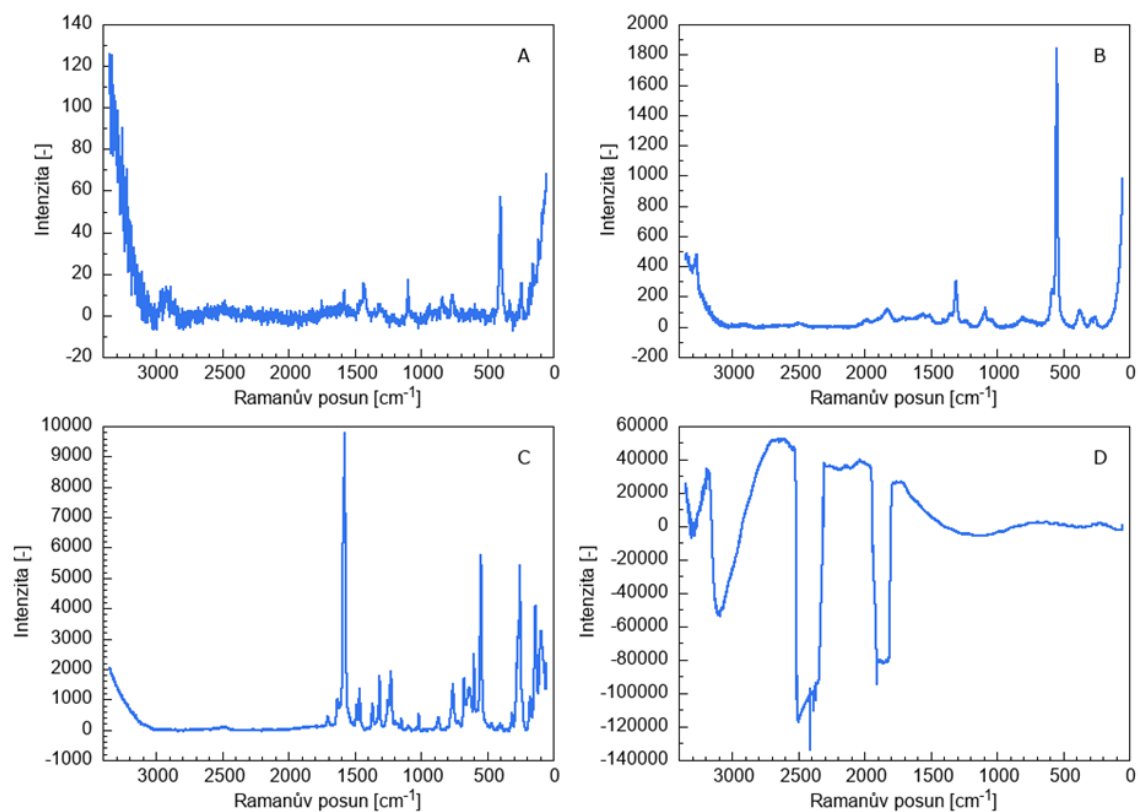 A
140
120
100
80
60
40
20
0
-20
Intenzita [-]
3000 2500 2000 1500 1000 500 0
Ramanův posun [cm-1]
B
2000
1800
1600
1400
1200
1000
800
600
400
200
0
-200
Intenzita [-]
3000 2500 2000 1500 1000 500 0
Ramanův posun [cm-1]
C
10000
9000
8000
7000
6000
5000
4000
3000
2000
1000
0
-1000
Intenzita [-]
3000 2500 2000 1500 1000 500 0
Ramanův posun [cm-1]
D
60000
40000
20000
0
-20000
-40000
-60000
-80000
-100000
-120000
-140000
Intenzita [-]
3000 2500 2000 1500 1000 500 0
Ramanův posun [cm-1]